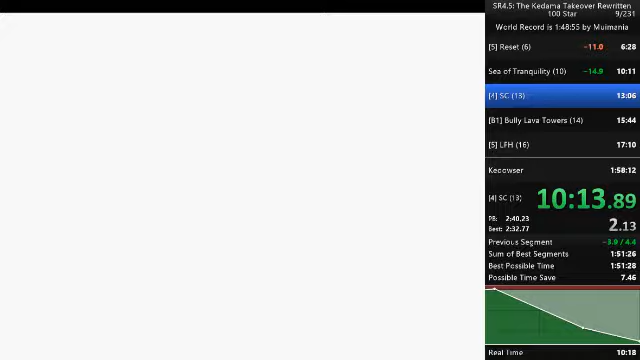 SR4.5: The Kedama Takeover Rewritten
100 Star 9/231
World Record is 1:48:55 by Muimania
[5] Reset (6) −11.0 6:28
Sea of Tranquility (10) −14.9 10:11
[4] SC (13) 13:06
[B1] Bully Lava Towers (14) 15:44
[5] LFH (16) 17:10
Kecowser 1:58:12
[4] SC (13) 10:13.89
PB: 2:40.23
Best: 2:32.77 2.13
Previous Segment −3.9 / 4.4
Sum of Best Segments 1:51:26
Best Possible Time 1:51:28
Possible Time Save 7.46
Real Time 10:18